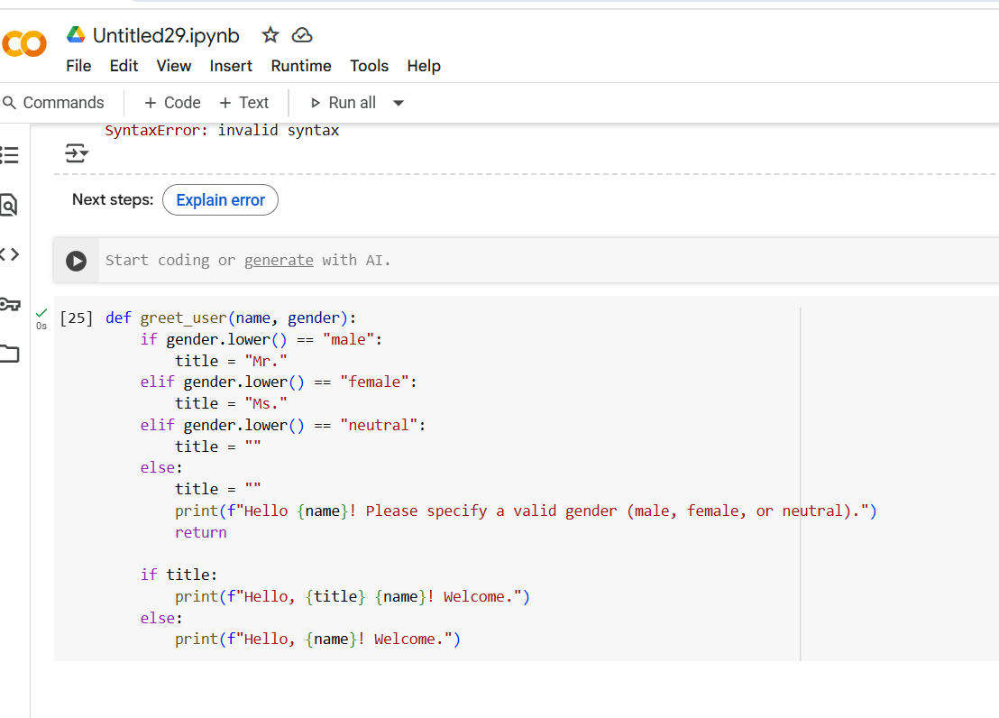 Untitled29.ipynb
File Edit View Insert Runtime Tools Help
Commands + Code + Text Run all
SyntaxError: invalid syntax
Next steps: Explain error
Start coding or generate with AI.
[25] def greet_user(name, gender):
0s
    if gender.lower() == "male":
        title = "Mr."
    elif gender.lower() == "female":
        title = "Ms."
    elif gender.lower() == "neutral":
        title = ""
    else:
        title = ""
        print(f"Hello {name}! Please specify a valid gender (male, female, or neutral).")
        return
    if title:
        print(f"Hello, {title} {name}! Welcome.")
    else:
        print(f"Hello, {name}! Welcome.")